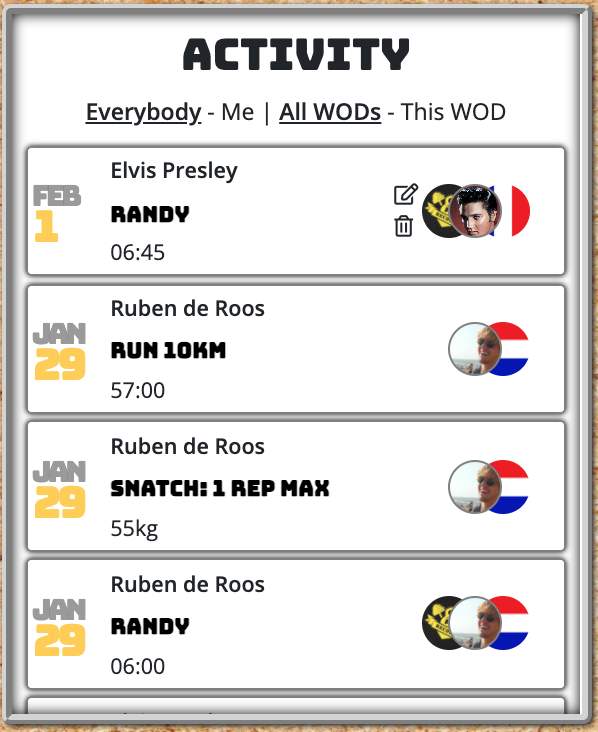 ACTIVITY
Everybody - Me | All WODs - This WOD
Elvis Presley
FEB
1
RANDY
06:45
Ruben de Roos
JAN
29
RUN 10KM
57:00
Ruben de Roos
JAN
29
SNATCH: 1 REP MAX
55kg
Ruben de Roos
JAN
29
RANDY
06:00